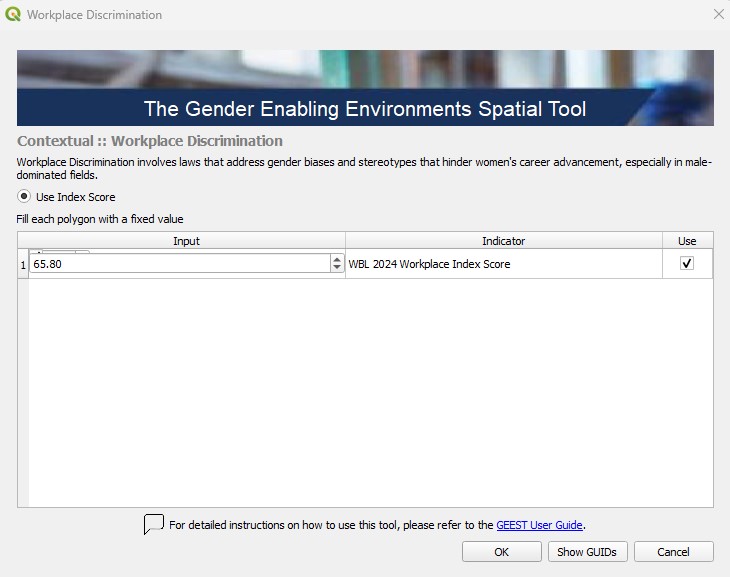 Workplace Discrimination
The Gender Enabling Environments Spatial Tool
Contextual :: Workplace Discrimination
Workplace Discrimination involves laws that address gender biases and stereotypes that hinder women's career advancement, especially in male-
dominated fields.
Use Index Score
Fill each polygon with a fixed value
Input Indicator Use
1 65.80 WBL 2024 Workplace Index Score
For detailed instructions on how to use this tool, please refer to the GEEST User Guide.
OK Show GUIDs Cancel